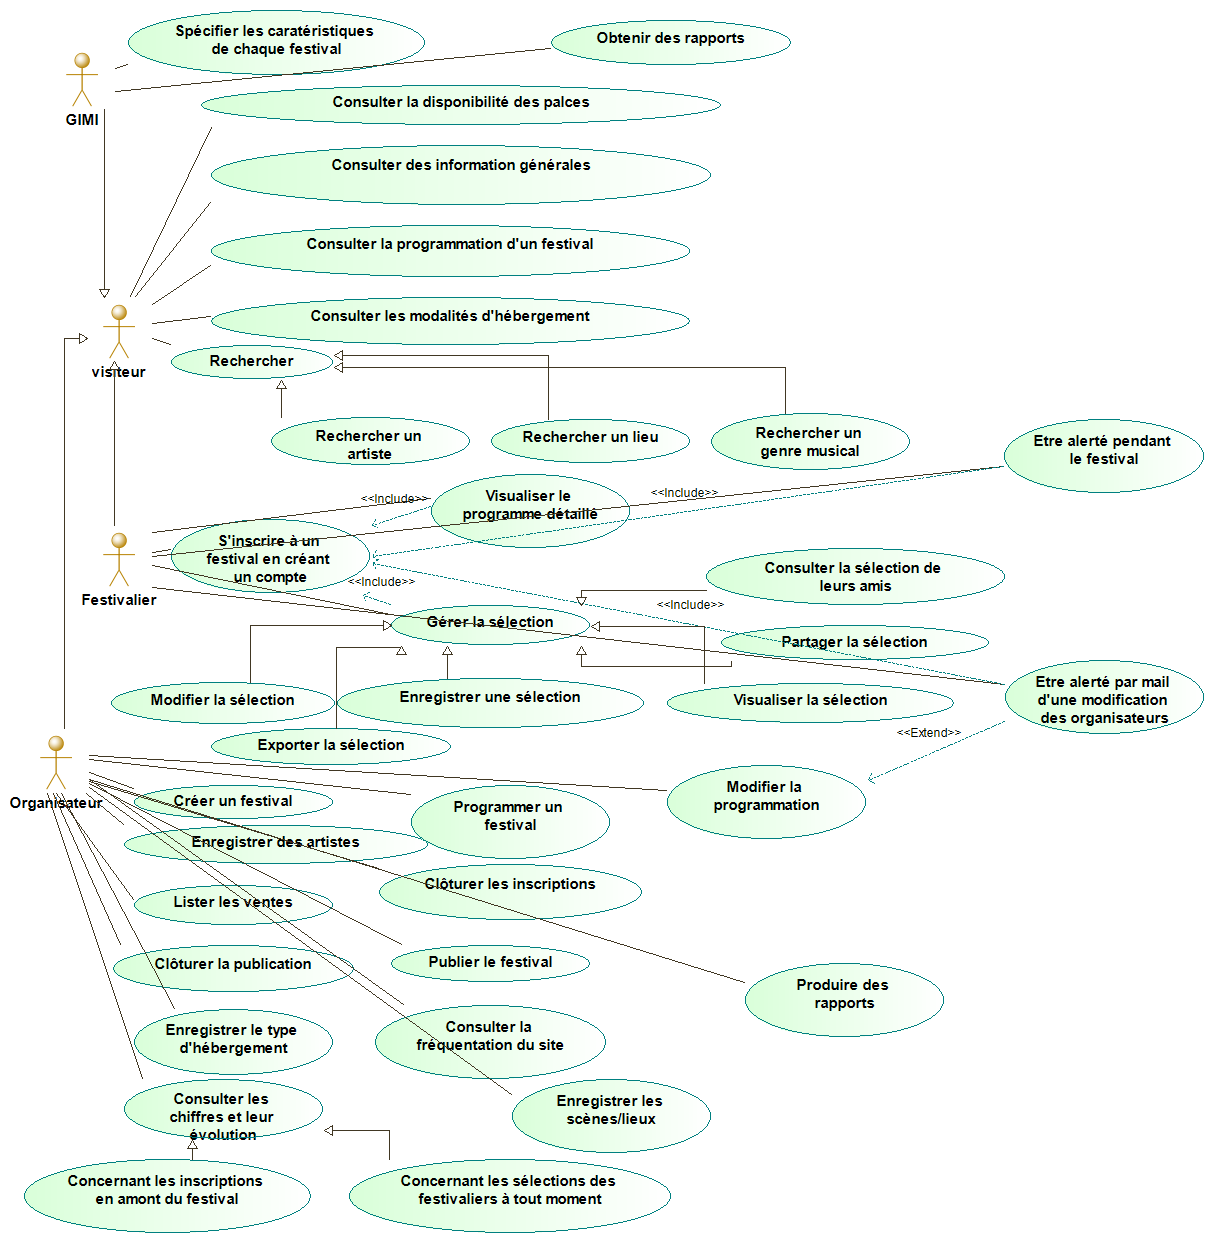 Spécifier les caratéristiques
de chaque festival
Obtenir des rapports
GIMI
Consulter la disponibilité des palces
Consulter des information générales
Consulter la programmation d'un festival
Consulter les modalités d'hébergement
visiteur
Rechercher
Rechercher un
artiste
Rechercher un lieu
Rechercher un
genre musical
Etre alerté pendant
le festival
<<Include>>
Visualiser le
programme détaillé
<<Include>>
S'inscrire à un
festival en créant
un compte
Festivalier
<<Include>>
Consulter la sélection de
leurs amis
<<Include>>
Gérer la sélection
Partager la sélection
Modifier la sélection
Enregistrer une sélection
Visualiser la sélection
Etre alerté par mail
d'une modification
des organisateurs
Exporter la sélection
<<Extend>>
Organisateur
Créer un festival
Programmer un
festival
Modifier la
programmation
Enregistrer des artistes
Clôturer les inscriptions
Lister les ventes
Clôturer la publication
Publier le festival
Produire des
rapports
Enregistrer le type
d'hébergement
Consulter la
fréquentation du site
Consulter les
chiffres et leur
évolution
Enregistrer les
scènes/lieux
Concernant les inscriptions
en amont du festival
Concernant les sélections des
festivaliers à tout moment